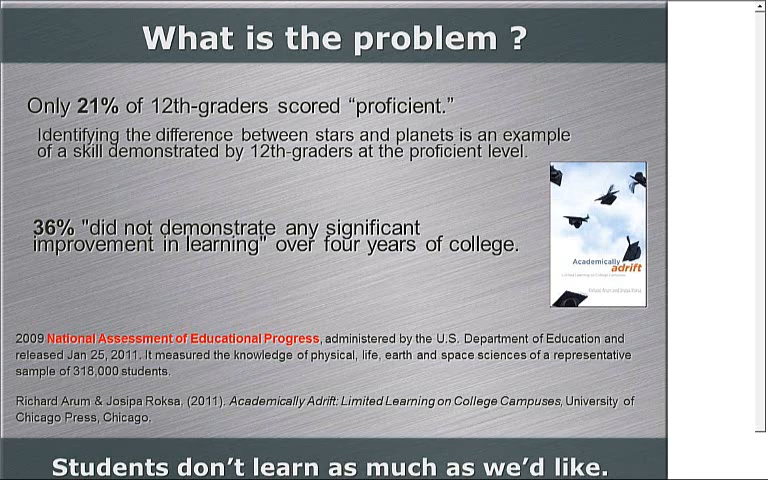 What is the problem ?
Only 21% of 12th-graders scored “proficient.”
Identifying the difference between stars and planets is an example
of a skill demonstrated by 12th-graders at the proficient level.
36% "did not demonstrate any significant
improvement in learning" over four years of college.
Academically
adrift
2009 National Assessment of Educational Progress, administered by the U.S. Department of Education and
released Jan 25, 2011. It measured the knowledge of physical, life, earth and space sciences of a representative
sample of 318,000 students.
Richard Arum & Josipa Roksa, (2011). Academically Adrift: Limited Learning on College Campuses, University of
Chicago Press, Chicago.
Students don’t learn as much as we’d like.